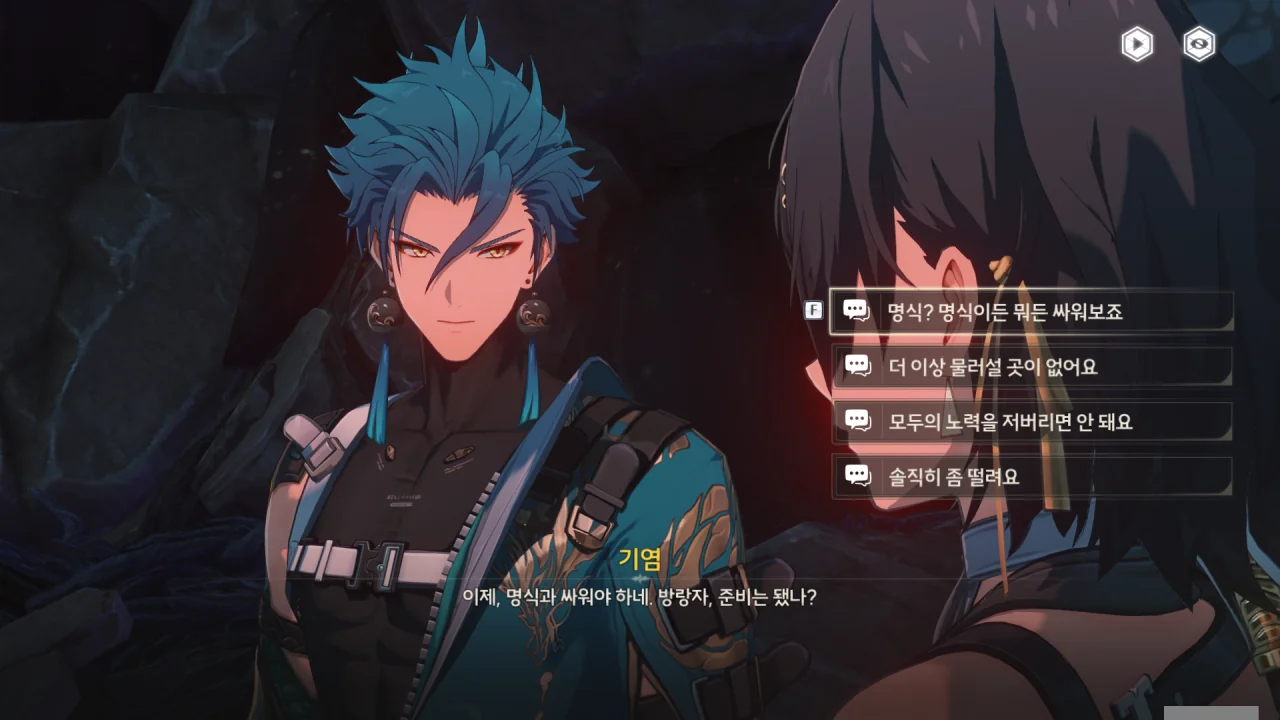 F
명식? 명식이든 뭐든 싸워보죠
더 이상 물러설 곳이 없어요
모두의 노력을 저버리면 안 돼요
솔직히 좀 떨려요
기염
이제, 명식과 싸워야 하네. 방랑자, 준비는 됐나?